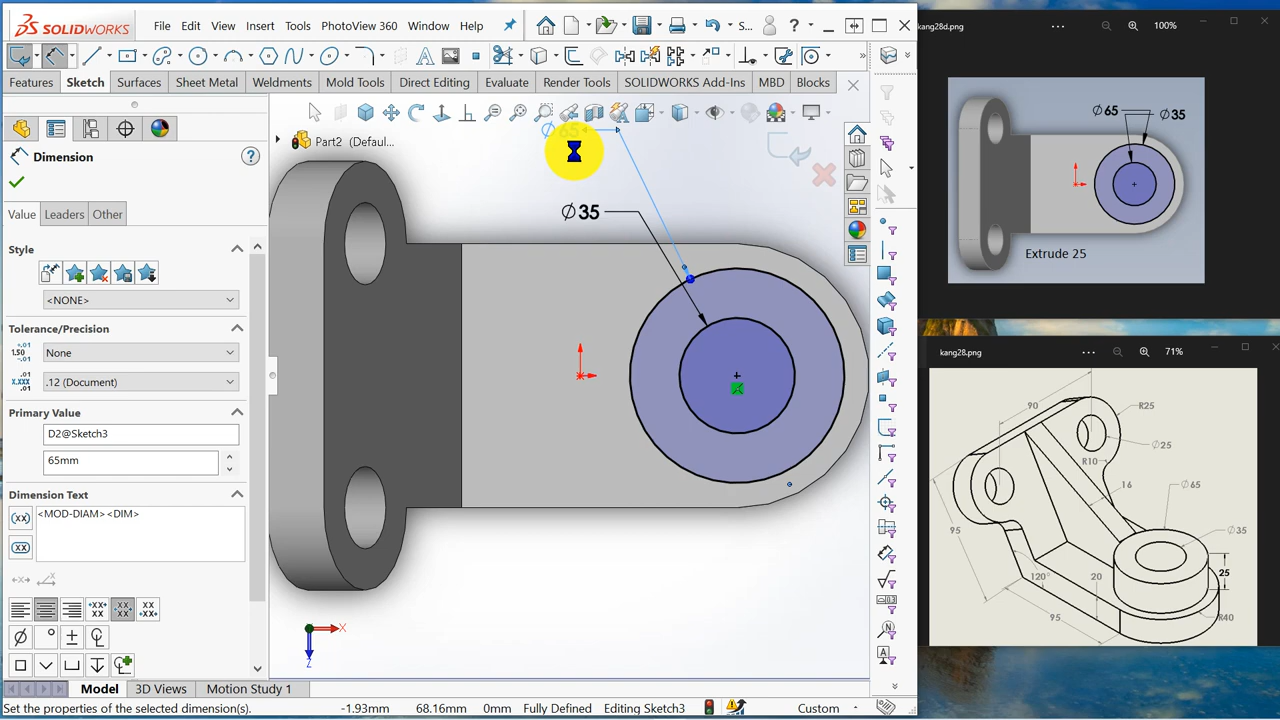 SOLIDWORKS
File Edit View Insert Tools PhotoView 360 Window Help
S...
Features Sketch Surfaces Sheet Metal Weldments Mold Tools Direct Editing Evaluate Render Tools SOLIDWORKS Add-Ins MBD Blocks
Part2 (Defaul...
Dimension
Value Leaders Other
Style
<NONE>
Tolerance/Precision
None
.12 (Document)
Primary Value
D2@Sketch3
65mm
Dimension Text
<MOD-DIAM><DIM>
(xx)
(xx)
Ø65
Ø35
X
Z
Model 3D Views Motion Study 1
Set the properties of the selected dimension(s).
-1.93mm 68.16mm 0mm Fully Defined Editing Sketch3 Custom
kang28d.png
100%
Ø65
Ø35
Extrude 25
kang28.png
71%
90
R25
Ø25
R10
16
Ø65
95
Ø35
25
120°
20
95
R40